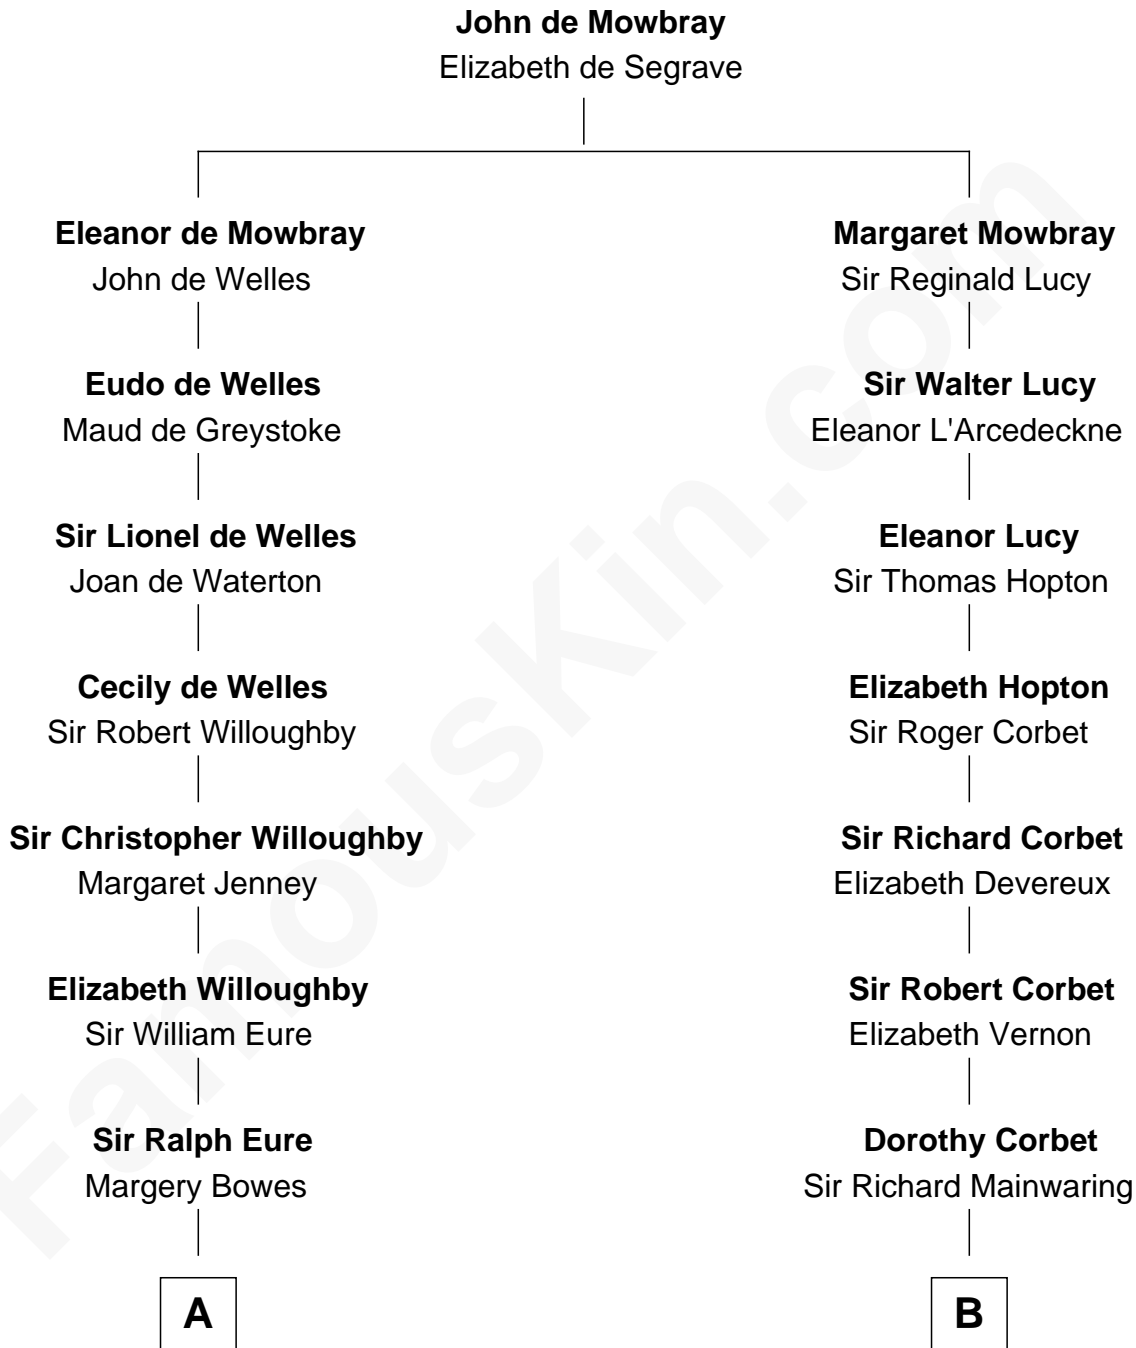 John de Mowbray
Elizabeth de Segrave
Eleanor de Mowbray
John de Welles
Eudo de Welles
Maud de Greystoke
Sir Lionel de Welles
Joan de Waterton
Cecily de Welles
Sir Robert Willoughby
Sir Christopher Willoughby
Margaret Jenney
Elizabeth Willoughby
Sir William Eure
Sir Ralph Eure
Margery Bowes
A
Margaret Mowbray
Sir Reginald Lucy
Sir Walter Lucy
Eleanor L'Arcedeckne
Eleanor Lucy
Sir Thomas Hopton
Elizabeth Hopton
Sir Roger Corbet
Sir Richard Corbet
Elizabeth Devereux
Sir Robert Corbet
Elizabeth Vernon
Dorothy Corbet
Sir Richard Mainwaring
B
FamousKin.com